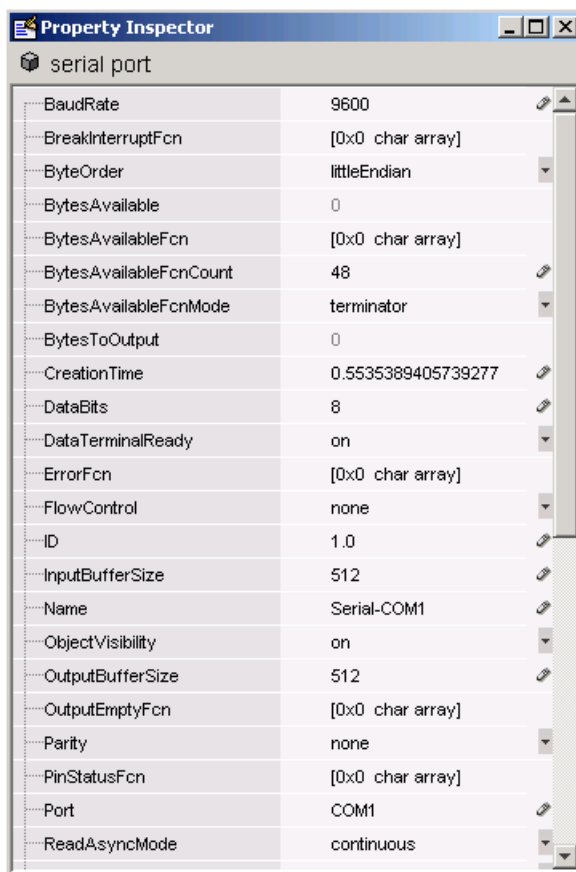 Property Inspector
serial port
BaudRate 9600
BreakInterruptFcn [0x0 char array]
ByteOrder littleEndian
BytesAvailable 0
BytesAvailableFcn [0x0 char array]
BytesAvailableFcnCount 48
BytesAvailableFcnMode terminator
BytesToOutput 0
CreationTime 0.5535389405739277
DataBits 8
DataTerminalReady on
ErrorFcn [0x0 char array]
FlowControl none
ID 1.0
InputBufferSize 512
Name Serial-COM1
ObjectVisibility on
OutputBufferSize 512
OutputEmptyFcn [0x0 char array]
Parity none
PinStatusFcn [0x0 char array]
Port COM1
ReadAsyncMode continuous